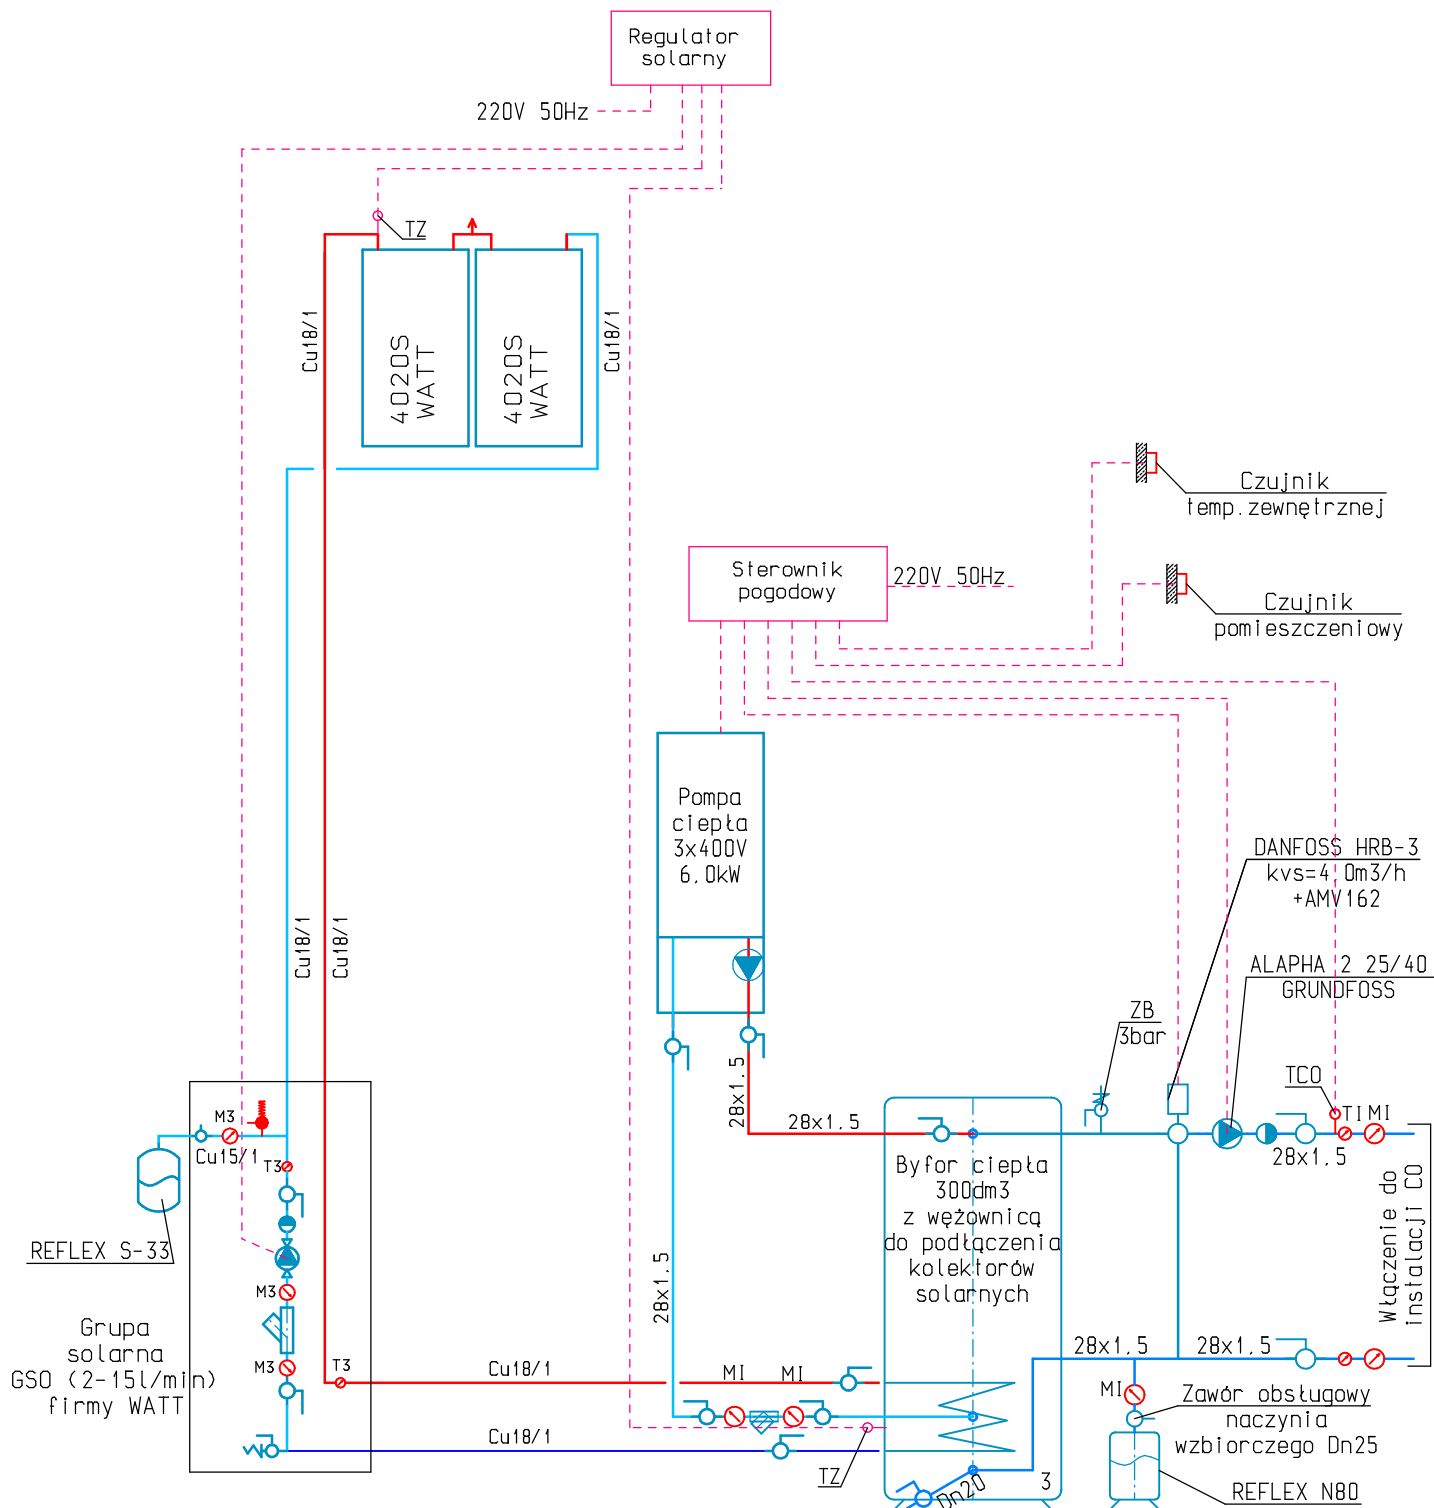 Regulator
solarny
220V 50Hz
TZ
Cu18/1
4020S
WATT
4020S
WATT
Cu18/1
Czujnik
temp.zewnętrznej
Sterownik
pogodowy
220V 50Hz
Czujnik
pomieszczeniowy
Pompa
ciepła
3x400V
6,0kW
DANFOSS HRB-3
kvs=4,0m3/h
+AMV162
Cu18/1
Cu18/1
ALAPHA 2 25/40
GRUNDFOSS
ZB
3bar
28x1,5
TCO
M3
TI MI
28x1,5
Cu15/1
T3
28x1,5
Byfor ciepła
300dm3
z wężownicą
do podłączenia
kolektorów
solarnych
Włączenie do
instalacji CO
REFLEX S-33
28x1,5
M3
Grupa
solarna
GSO (2-15l/min)
firmy WATT
M3
T3
Cu18/1
MI
MI
28x1,5
28x1,5
MI
Zawór obsługowy
naczynia
wzbiorczego Dn25
Cu18/1
TZ
Dn20
3
REFLEX N80